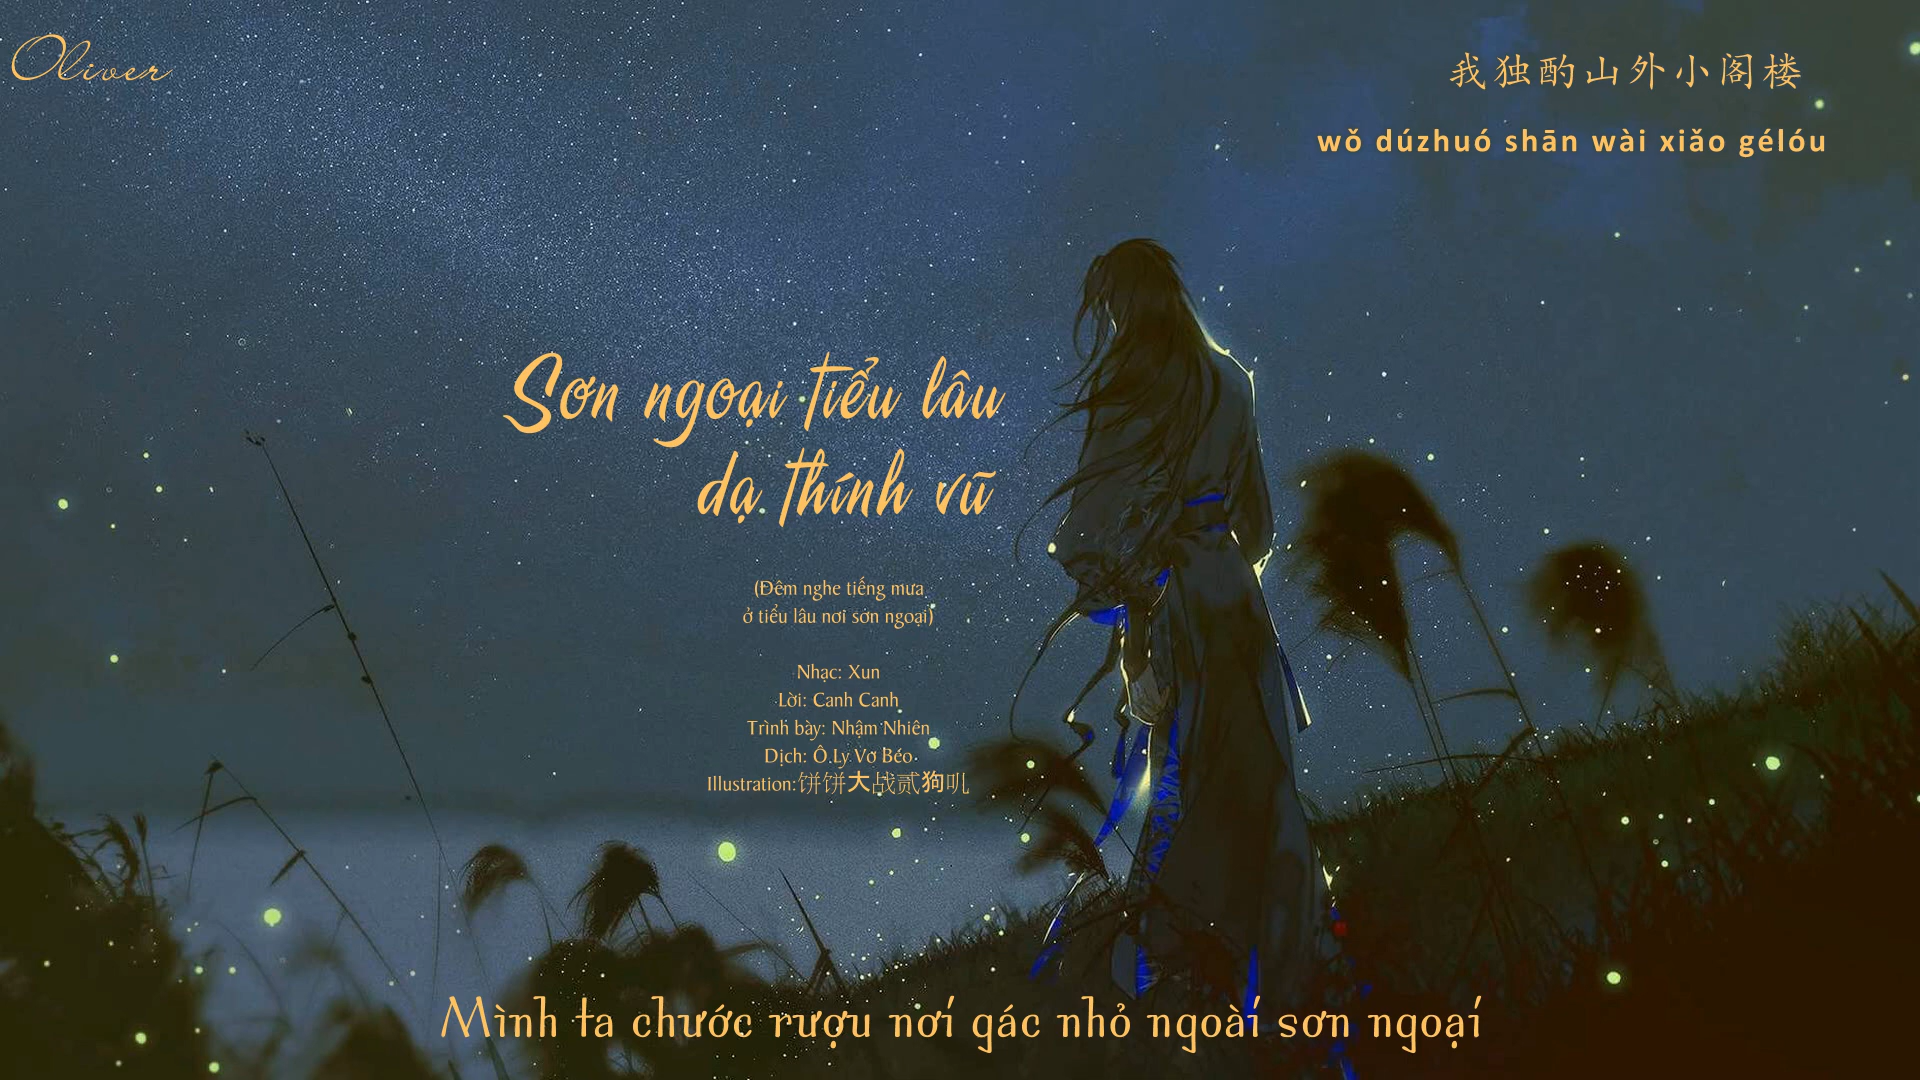 Oliver
我独酌山外小阁楼
wǒ dúzhuó shān wài xiǎo gélóu
Sơn ngoại tiểu lâu
dạ thính vũ
(Đêm nghe tiếng mưa
ở tiểu lâu nơi sơn ngoại)
Nhạc: Xun
Lời: Canh Canh
Trình bày: Nhậm Nhiên
Dịch: Ô Ly Vơ Béo
Illustration:饼饼大战贰狗叽
Mình ta chước rượu nơi gác nhỏ ngoài sơn ngoại